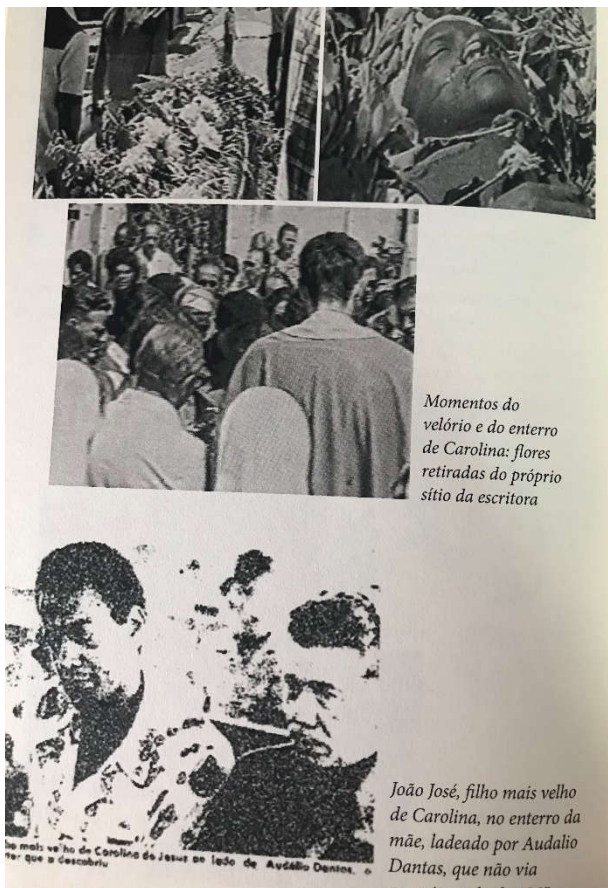 Momentos do
velório e do enterro
de Carolina: flores
retiradas do próprio
sítio da escritora
João José, filho mais velho
de Carolina, no enterro da
mãe, ladeado por Audalio
Dantas, que não via
mais velho de Carolina de Jesus ao lado de Audálio Dantas, o
que a descobriu